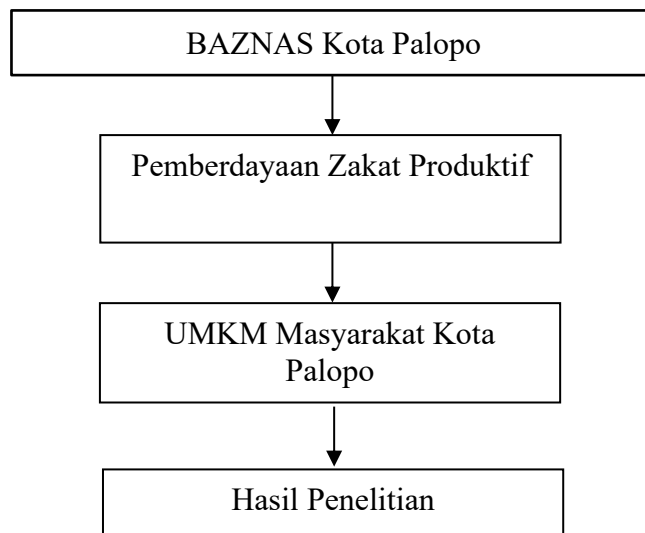 BAZNAS Kota Palopo
Pemberdayaan Zakat Produktif
UMKM Masyarakat Kota
Palopo
Hasil Penelitian